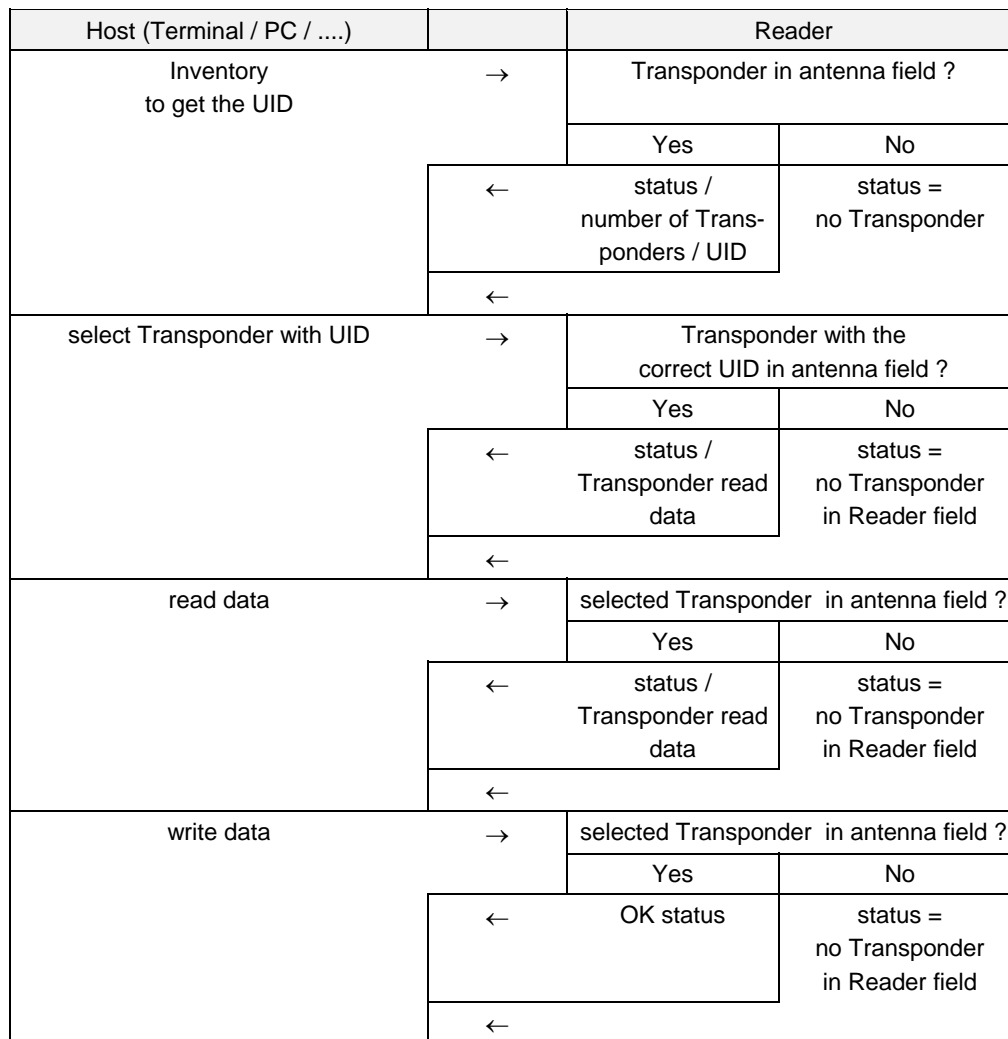 Host (Terminal / PC / ....) Reader
Inventory → Transponder in antenna field ?
to get the UID
Yes No
← status / status =
number of Trans- no Transponder
ponders / UID
←
select Transponder with UID → Transponder with the
correct UID in antenna field ?
Yes No
← status / status =
Transponder read no Transponder
data in Reader field
←
read data → selected Transponder in antenna field ?
Yes No
← status / status =
Transponder read no Transponder
data in Reader field
←
write data → selected Transponder in antenna field ?
Yes No
← OK status status =
no Transponder
in Reader field
←